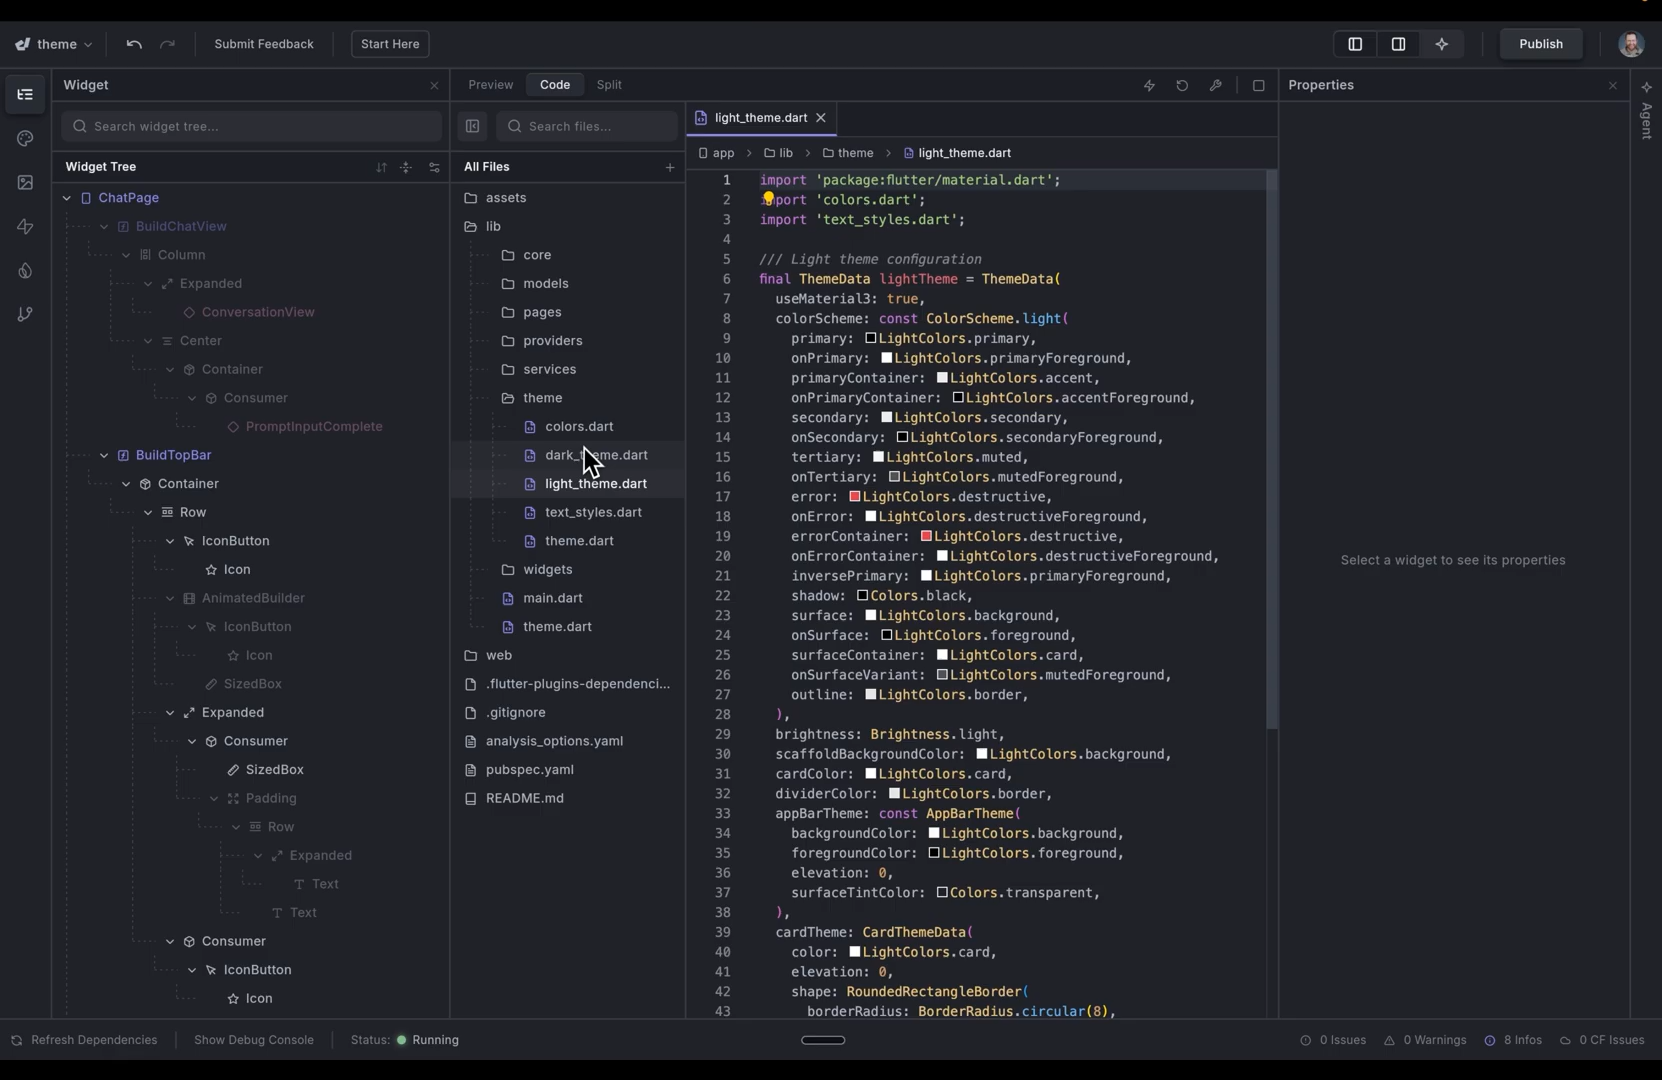 theme
Submit Feedback
Start Here
Publish
Widget
Search widget tree...
Widget Tree
ChatPage
BuildChatView
Column
Expanded
ConversationView
Center
Container
Consumer
PromptInputComplete
BuildTopBar
Container
Row
IconButton
Icon
AnimatedBuilder
IconButton
Icon
SizedBox
Expanded
Consumer
SizedBox
Padding
Row
Expanded
Text
Text
Consumer
IconButton
Icon
Preview
Code
Split
Search files...
All Files
assets
lib
core
models
pages
providers
services
theme
colors.dart
dark_theme.dart
light_theme.dart
text_styles.dart
theme.dart
widgets
main.dart
theme.dart
web
.flutter-plugins-dependenci...
.gitignore
analysis_options.yaml
pubspec.yaml
README.md
light_theme.dart
app > lib > theme > light_theme.dart
1 import 'package:flutter/material.dart';
2 import 'colors.dart';
3 import 'text_styles.dart';
4
5 /// Light theme configuration
6 final ThemeData lightTheme = ThemeData(
7 useMaterial3: true,
8 colorScheme: const ColorScheme.light(
9 primary: LightColors.primary,
10 onPrimary: LightColors.primaryForeground,
11 primaryContainer: LightColors.accent,
12 onPrimaryContainer: LightColors.accentForeground,
13 secondary: LightColors.secondary,
14 onSecondary: LightColors.secondaryForeground,
15 tertiary: LightColors.muted,
16 onTertiary: LightColors.mutedForeground,
17 error: LightColors.destructive,
18 onError: LightColors.destructiveForeground,
19 errorContainer: LightColors.destructive,
20 onErrorContainer: LightColors.destructiveForeground,
21 inversePrimary: LightColors.primaryForeground,
22 shadow: Colors.black,
23 surface: LightColors.background,
24 onSurface: LightColors.foreground,
25 surfaceContainer: LightColors.card,
26 onSurfaceVariant: LightColors.mutedForeground,
27 outline: LightColors.border,
28 ),
29 brightness: Brightness.light,
30 scaffoldBackgroundColor: LightColors.background,
31 cardColor: LightColors.card,
32 dividerColor: LightColors.border,
33 appBarTheme: const AppBarTheme(
34 backgroundColor: LightColors.background,
35 foregroundColor: LightColors.foreground,
36 elevation: 0,
37 surfaceTintColor: Colors.transparent,
38 ),
39 cardTheme: CardThemeData(
40 color: LightColors.card,
41 elevation: 0,
42 shape: RoundedRectangleBorder(
43 borderRadius: BorderRadius.circular(8),
Properties
Select a widget to see its properties
Agent
Refresh Dependencies
Show Debug Console
Status: Running
0 Issues
0 Warnings
8 Infos
0 CF Issues